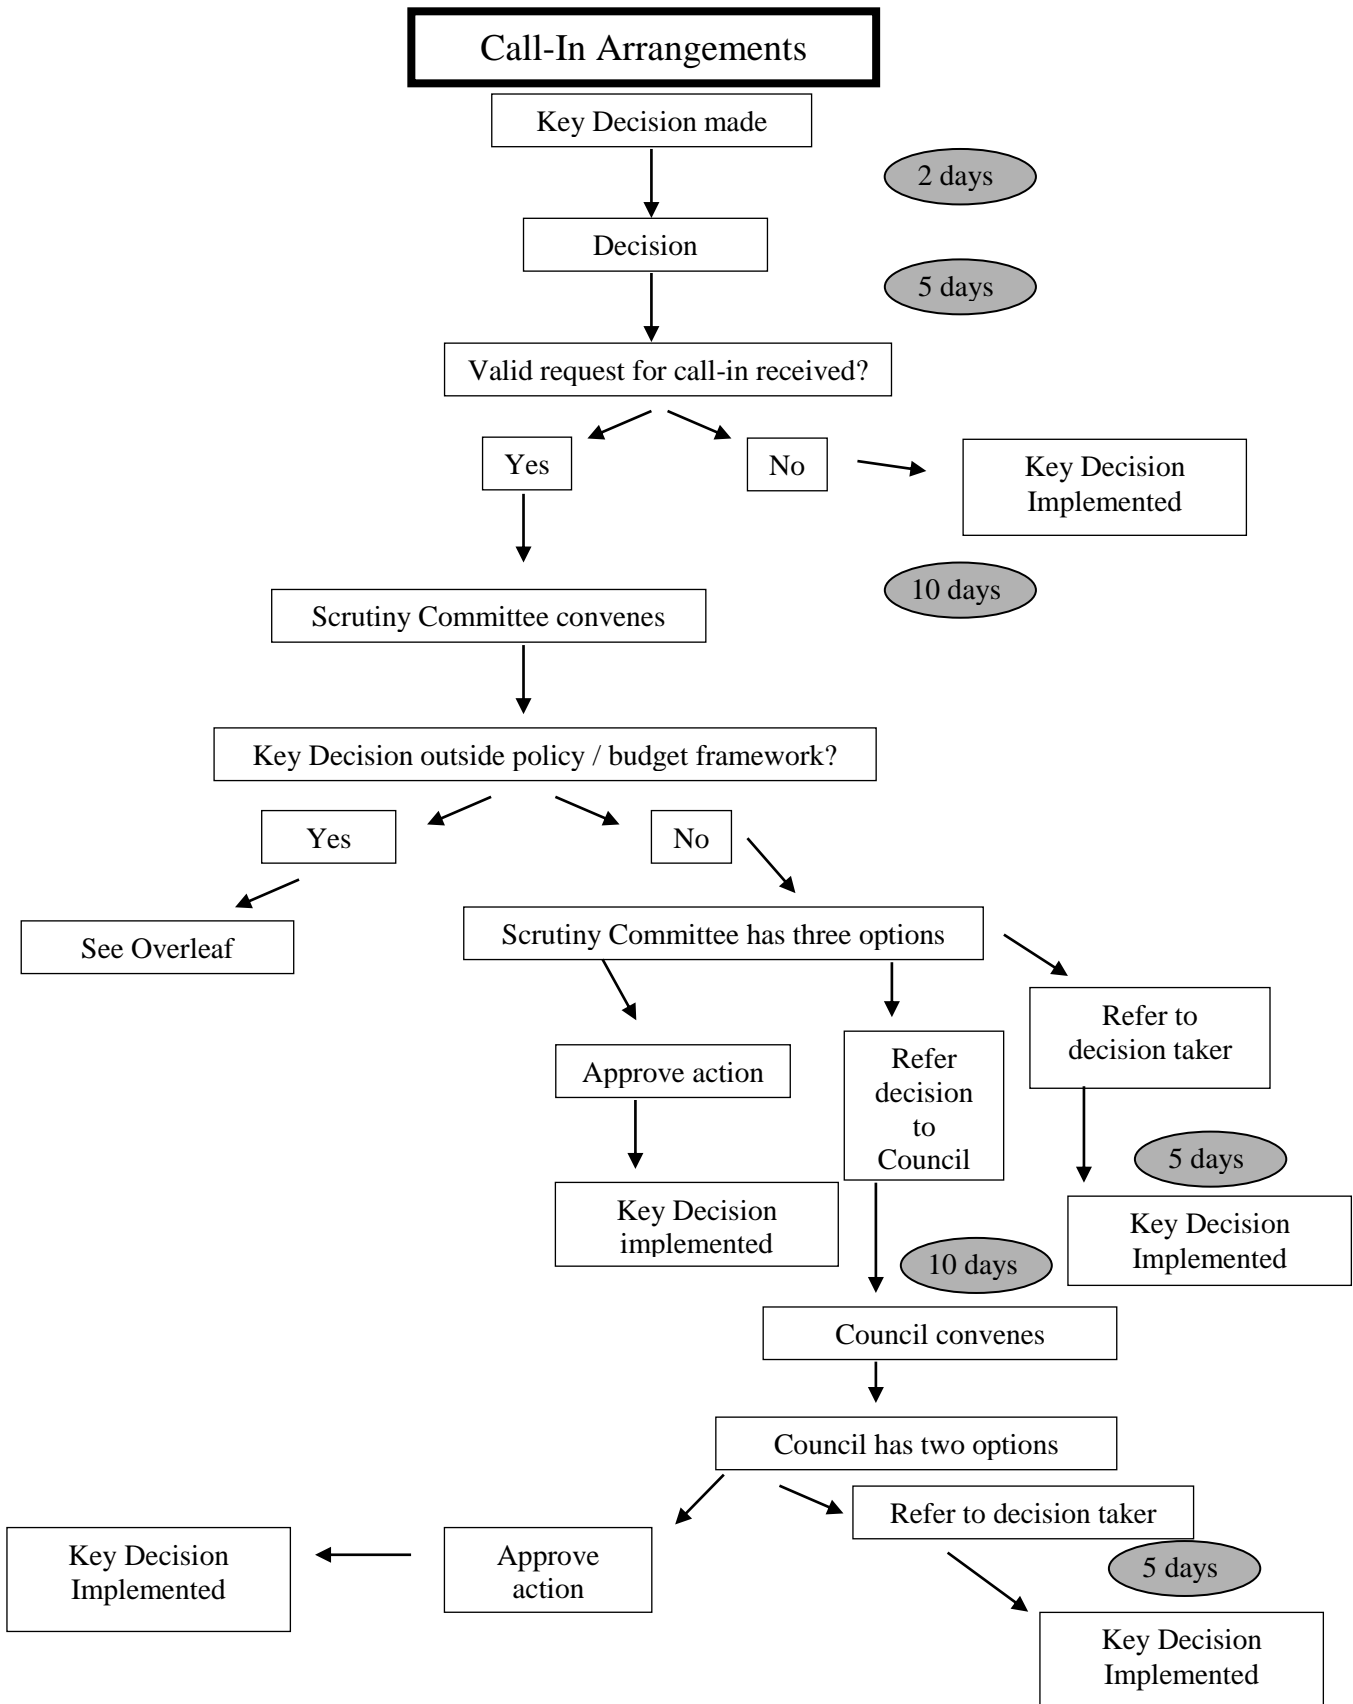 Call-In Arrangements
Key Decision made
2 days
Decision
5 days
Valid request for call-in received?
Yes
No
Key Decision
Implemented
10 days
Scrutiny Committee convenes
Key Decision outside policy / budget framework?
Yes
No
See Overleaf
Scrutiny Committee has three options
Refer to
decision taker
Approve action
Refer
decision
to
Council
5 days
Key Decision
implemented
Key Decision
Implemented
10 days
Council convenes
Council has two options
Refer to decision taker
Key Decision
Implemented
Approve
action
5 days
Key Decision
Implemented